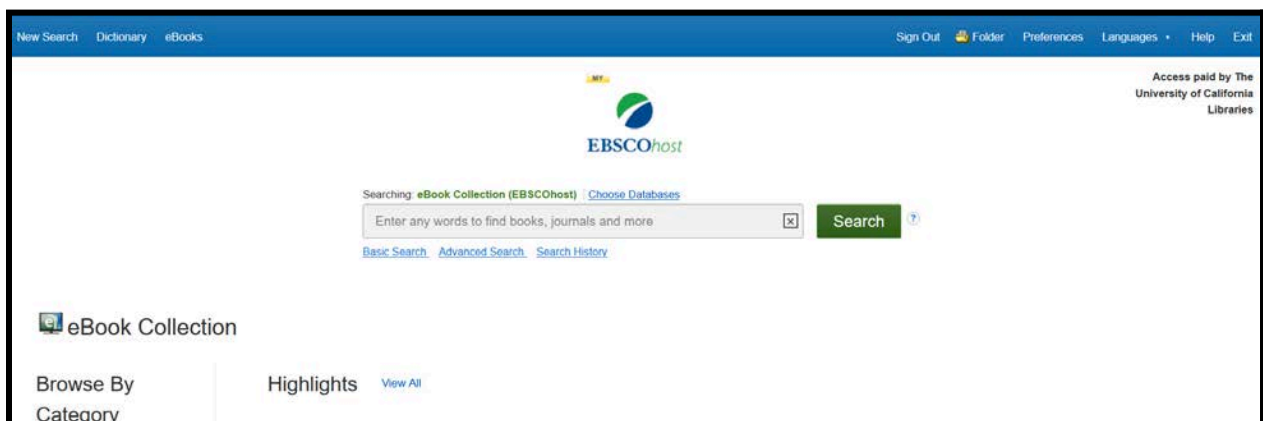 New Search Dictionary eBooks Sign Out Folder Preferences Languages Help Exit
MY
EBSCOhost
Access paid by The
University of California
Libraries
Searching: eBook Collection (EBSCOhost) Choose Databases
Enter any words to find books, journals and more Search ?
Basic Search Advanced Search Search History
eBook Collection
Browse By
Category
Highlights View All